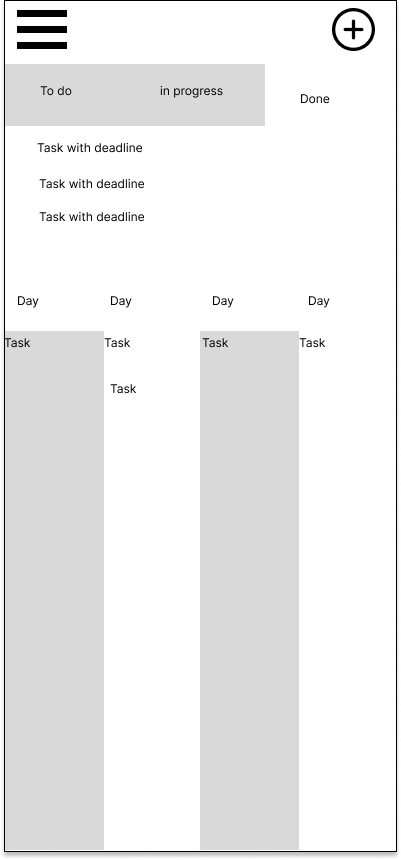 To do in progress Done
Task with deadline
Task with deadline
Task with deadline
Day Day Day Day
Task Task Task Task
Task